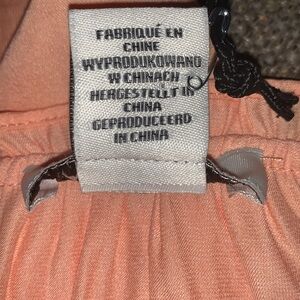 FABRIQUÉ EN
CHINE
WYPRODUKOWANO
W CHINACH
HERGESTELLT IN
CHINA
GEPRODUCEERD
IN CHINA